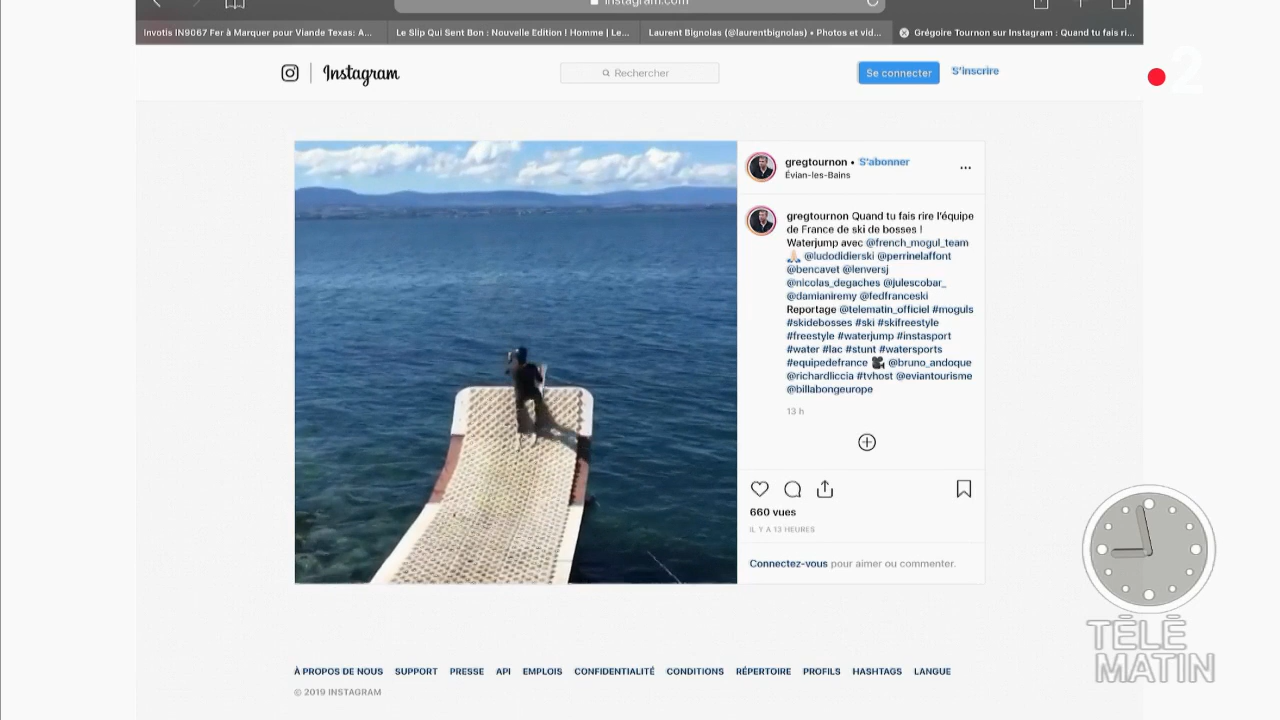 instagram.com
Invotis IN9067 Fer à Marquer pour Viande Texas: A...
Le Slip Qui Sent Bon : Nouvelle Edition ! Homme | Le...
Laurent Bignolas (@laurentbignolas) • Photos et vid...
Grégoire Tournon sur Instagram : Quand tu fais ri...
Instagram
Rechercher
Se connecter
S'inscrire
2
gregtournon • S'abonner
Évian-les-Bains
gregtournon Quand tu fais rire l'équipe
de France de ski de bosses !
Waterjump avec @french_mogul_team
🙏🏻 @ludodidierski @perrinelaffont
@bencavet @lenversj
@nicolas_degaches @julescobar_
@damianiremy @fedfranceski
Reportage @telematin_officiel #moguls
#skidebosses #ski #skifreestyle
#freestyle #waterjump #instasport
#water #lac #stunt #watersports
#equipedefrance 🎥 @bruno_andoque
@richardliccia #tvhost @eviantourisme
@billabongeurope
13 h
660 vues
IL Y A 13 HEURES
Connectez-vous pour aimer ou commenter.
TÉLÉ
MATIN
À PROPOS DE NOUS SUPPORT PRESSE API EMPLOIS CONFIDENTIALITÉ CONDITIONS RÉPERTOIRE PROFILS HASHTAGS LANGUE
© 2019 INSTAGRAM